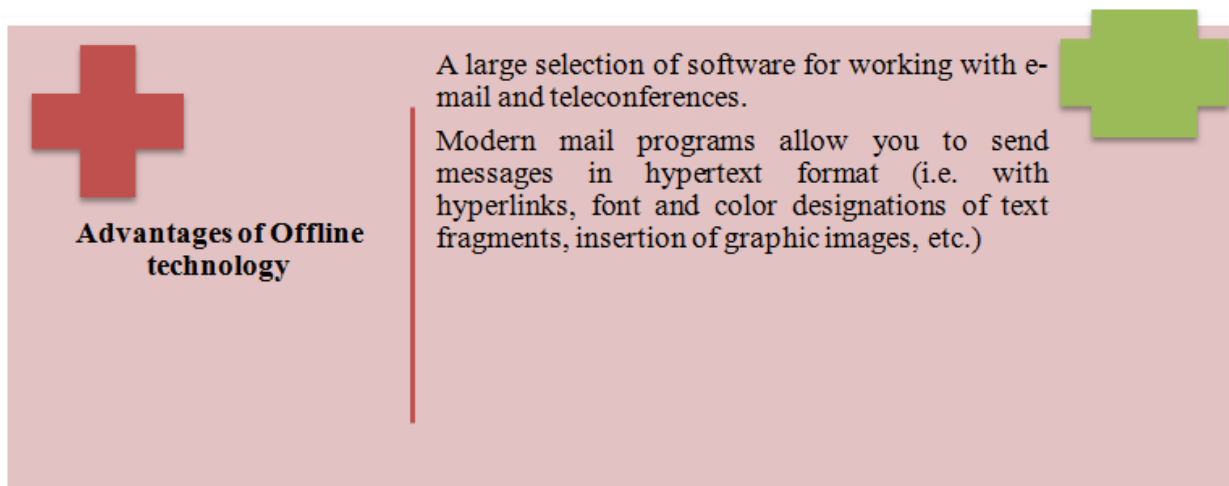 Advantages of Offline
technology
A large selection of software for working with e-
mail and teleconferences.
Modern mail programs allow you to send
messages in hypertext format (i.e. with
hyperlinks, font and color designations of text
fragments, insertion of graphic images, etc.)